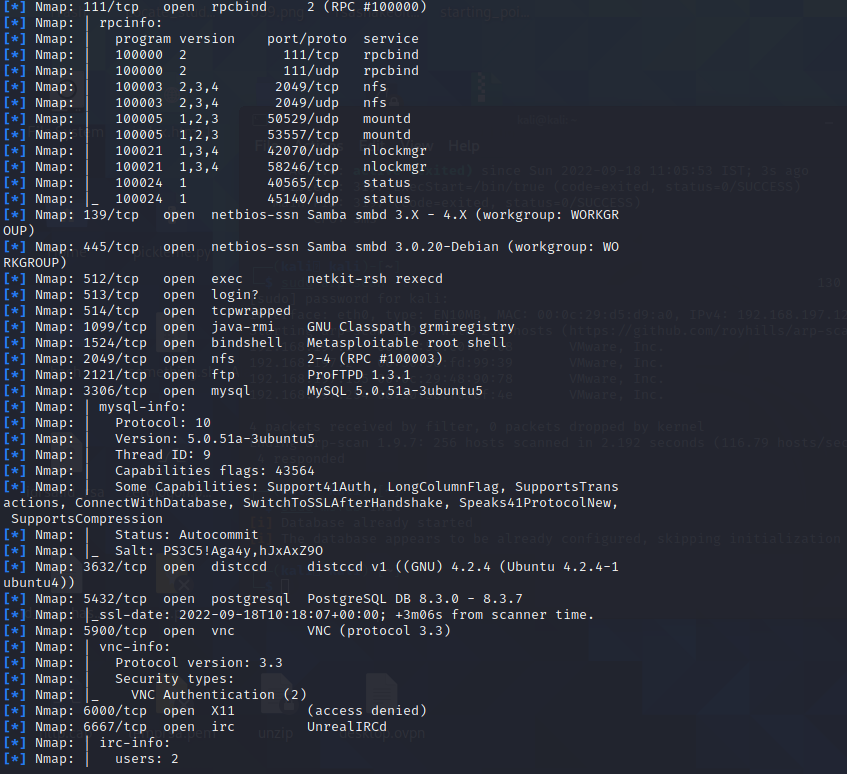 [*] Nmap: 111/tcp   open  rpcbind     2 (RPC #100000)
[*] Nmap: | rpcinfo:
[*] Nmap: |   program version    port/proto  service
[*] Nmap: |   100000  2            111/tcp   rpcbind
[*] Nmap: |   100000  2            111/udp   rpcbind
[*] Nmap: |   100003  2,3,4       2049/tcp   nfs
[*] Nmap: |   100003  2,3,4       2049/udp   nfs
[*] Nmap: |   100005  1,2,3      50529/udp   mountd
[*] Nmap: |   100005  1,2,3      53557/tcp   mountd
[*] Nmap: |   100021  1,3,4      42070/udp   nlockmgr
[*] Nmap: |   100021  1,3,4      58246/tcp   nlockmgr
[*] Nmap: |   100024  1          40565/tcp   status
[*] Nmap: |_  100024  1          45140/udp   status
[*] Nmap: 139/tcp   open  netbios-ssn Samba smbd 3.X - 4.X (workgroup: WORKGR
OUP)
[*] Nmap: 445/tcp   open  netbios-ssn Samba smbd 3.0.20-Debian (workgroup: WO
RKGROUP)
[*] Nmap: 512/tcp   open  exec        netkit-rsh rexecd
[*] Nmap: 513/tcp   open  login?
[*] Nmap: 514/tcp   open  tcpwrapped
[*] Nmap: 1099/tcp  open  java-rmi    GNU Classpath grmiregistry
[*] Nmap: 1524/tcp  open  bindshell   Metasploitable root shell
[*] Nmap: 2049/tcp  open  nfs         2-4 (RPC #100003)
[*] Nmap: 2121/tcp  open  ftp         ProFTPD 1.3.1
[*] Nmap: 3306/tcp  open  mysql       MySQL 5.0.51a-3ubuntu5
[*] Nmap: | mysql-info:
[*] Nmap: |   Protocol: 10
[*] Nmap: |   Version: 5.0.51a-3ubuntu5
[*] Nmap: |   Thread ID: 9
[*] Nmap: |   Capabilities flags: 43564
[*] Nmap: |   Some Capabilities: Support41Auth, LongColumnFlag, SupportsTrans
actions, ConnectWithDatabase, SwitchToSSLAfterHandshake, Speaks41ProtocolNew,
 SupportsCompression
[*] Nmap: |   Status: Autocommit
[*] Nmap: |_  Salt: PS3C5!Aga4y,hJxAxZ9O
[*] Nmap: 3632/tcp  open  distccd     distccd v1 ((GNU) 4.2.4 (Ubuntu 4.2.4-1
ubuntu4))
[*] Nmap: 5432/tcp  open  postgresql  PostgreSQL DB 8.3.0 - 8.3.7
[*] Nmap: |_ssl-date: 2022-09-18T10:18:07+00:00; +3m06s from scanner time.
[*] Nmap: 5900/tcp  open  vnc         VNC (protocol 3.3)
[*] Nmap: | vnc-info:
[*] Nmap: |   Protocol version: 3.3
[*] Nmap: |   Security types:
[*] Nmap: |_    VNC Authentication (2)
[*] Nmap: 6000/tcp  open  X11         (access denied)
[*] Nmap: 6667/tcp  open  irc         UnrealIRCd
[*] Nmap: | irc-info:
[*] Nmap: |   users: 2